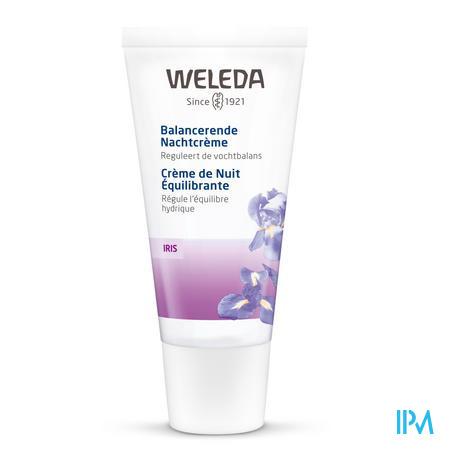 WELEDA
Since 1921
Balancerende
Nachtcrème
Reguleert de vochtbalans
Crème de Nuit
Équilibrante
Régule l'équilibre
hydrique
IRIS
IPM